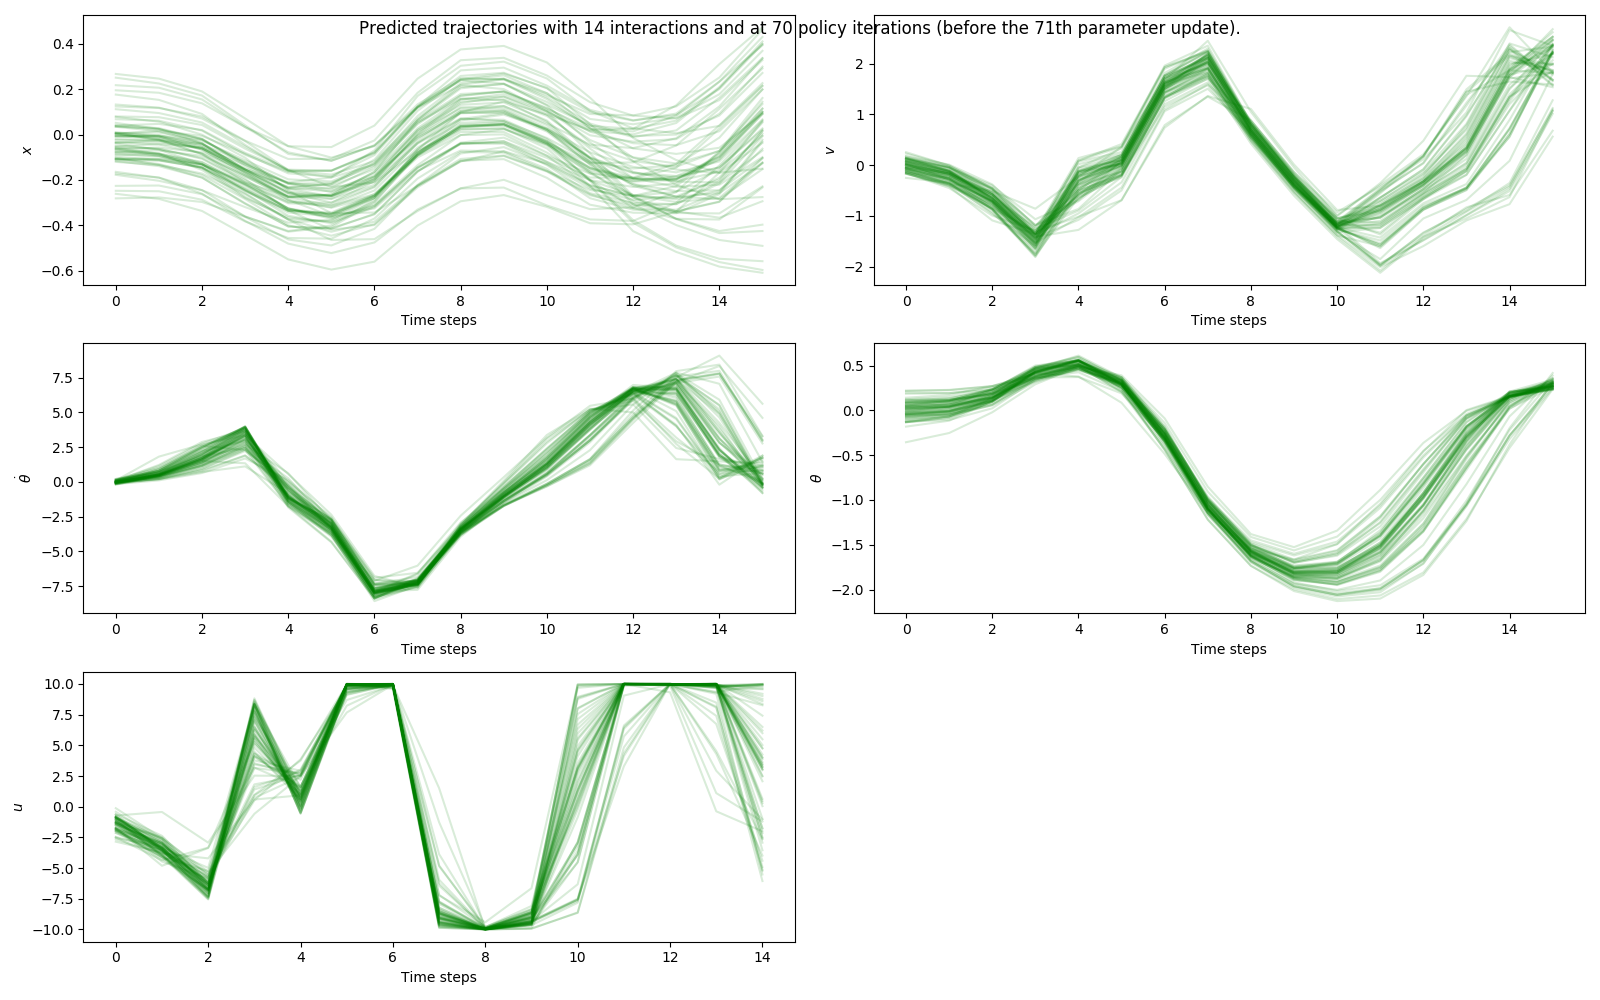 Predicted trajectories with 14 interactions and at 70 policy iterations (before the 71th parameter update).
0.4
0.2
0.0
−0.2
−0.4
−0.6
x
0 2 4 6 8 10 12 14
Time steps
2
1
0
−1
−2
v
0 2 4 6 8 10 12 14
Time steps
7.5
5.0
2.5
0.0
−2.5
−5.0
−7.5
θ̇
0 2 4 6 8 10 12 14
Time steps
0.5
0.0
−0.5
−1.0
−1.5
−2.0
θ
0 2 4 6 8 10 12 14
Time steps
10.0
7.5
5.0
2.5
0.0
−2.5
−5.0
−7.5
−10.0
u
0 2 4 6 8 10 12 14
Time steps